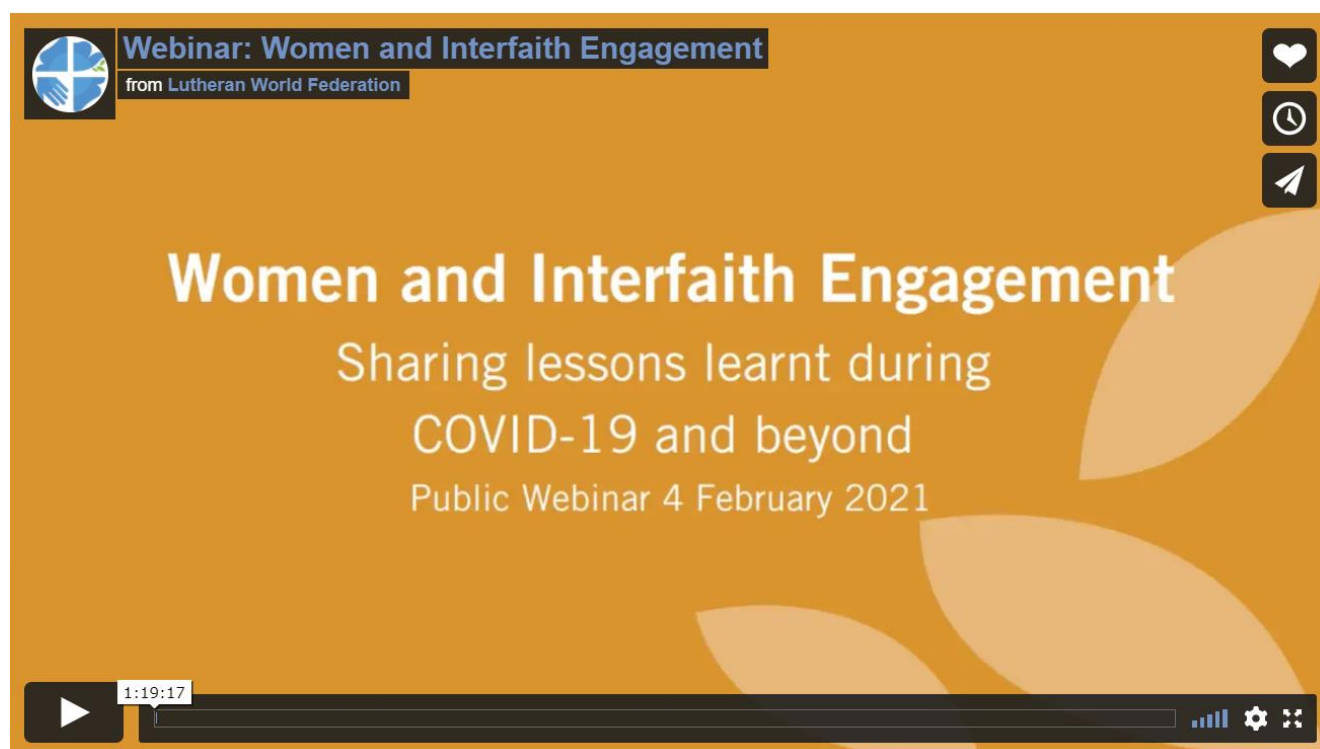 Webinar: Women and Interfaith Engagement
from Lutheran World Federation
Women and Interfaith Engagement
Sharing lessons learnt during
COVID-19 and beyond
Public Webinar 4 February 2021
1:19:17